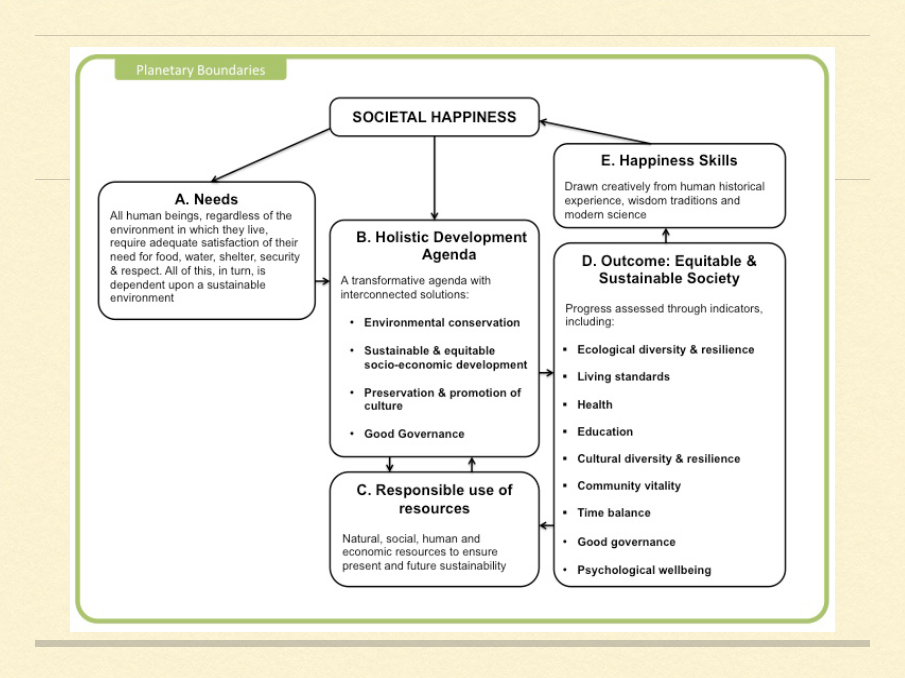 Planetary Boundaries
SOCIETAL HAPPINESS
A. Needs
All human beings, regardless of the
environment in which they live,
require adequate satisfaction of their
need for food, water, shelter, security
& respect. All of this, in turn, is
dependent upon a sustainable
environment
B. Holistic Development
Agenda
A transformative agenda with
interconnected solutions:
• Environmental conservation
• Sustainable & equitable
socio-economic development
• Preservation & promotion of
culture
• Good Governance
C. Responsible use of
resources
Natural, social, human and
economic resources to ensure
present and future sustainability
E. Happiness Skills
Drawn creatively from human historical
experience, wisdom traditions and
modern science
D. Outcome: Equitable &
Sustainable Society
Progress assessed through indicators,
including:
▪ Ecological diversity & resilience
▪ Living standards
▪ Health
▪ Education
▪ Cultural diversity & resilience
▪ Community vitality
▪ Time balance
• Good governance
• Psychological wellbeing